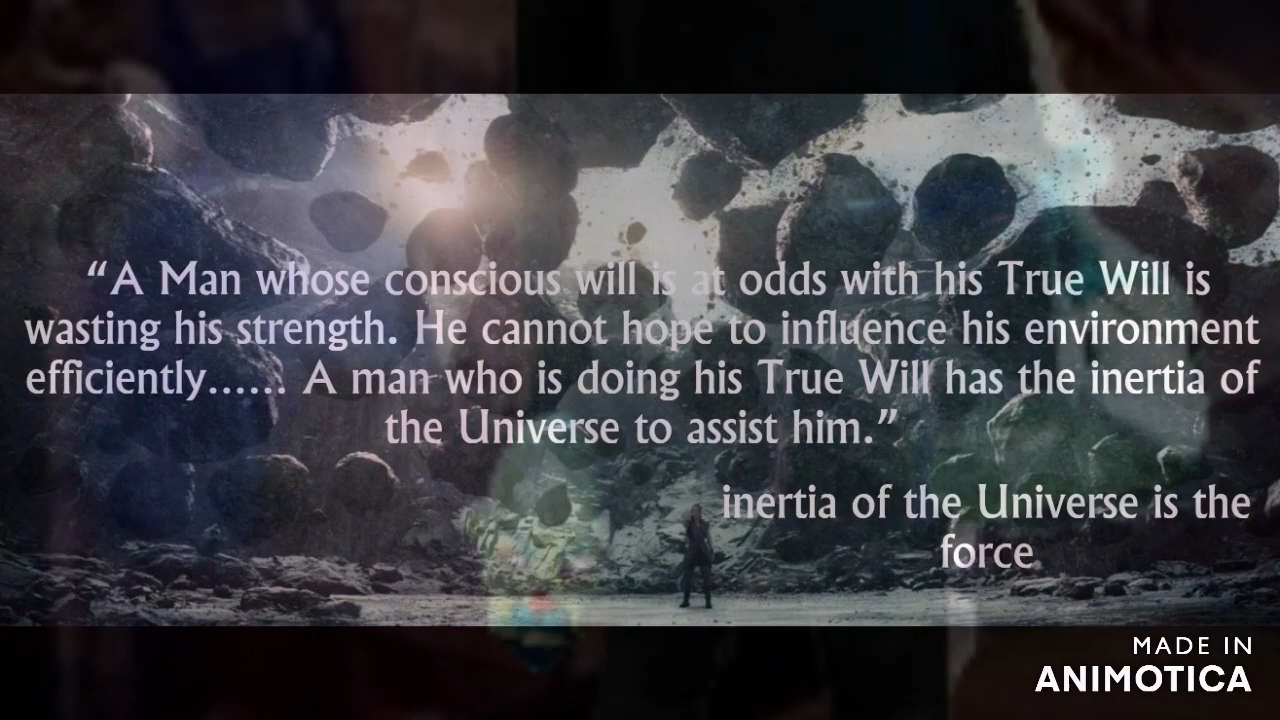 “A Man whose conscious will is at odds with his True Will is
wasting his strength. He cannot hope to influence his environment
efficiently…… A man who is doing his True Will has the inertia of
the Universe to assist him.”
inertia of the Universe is the
force
MADE IN
ANIMOTICA